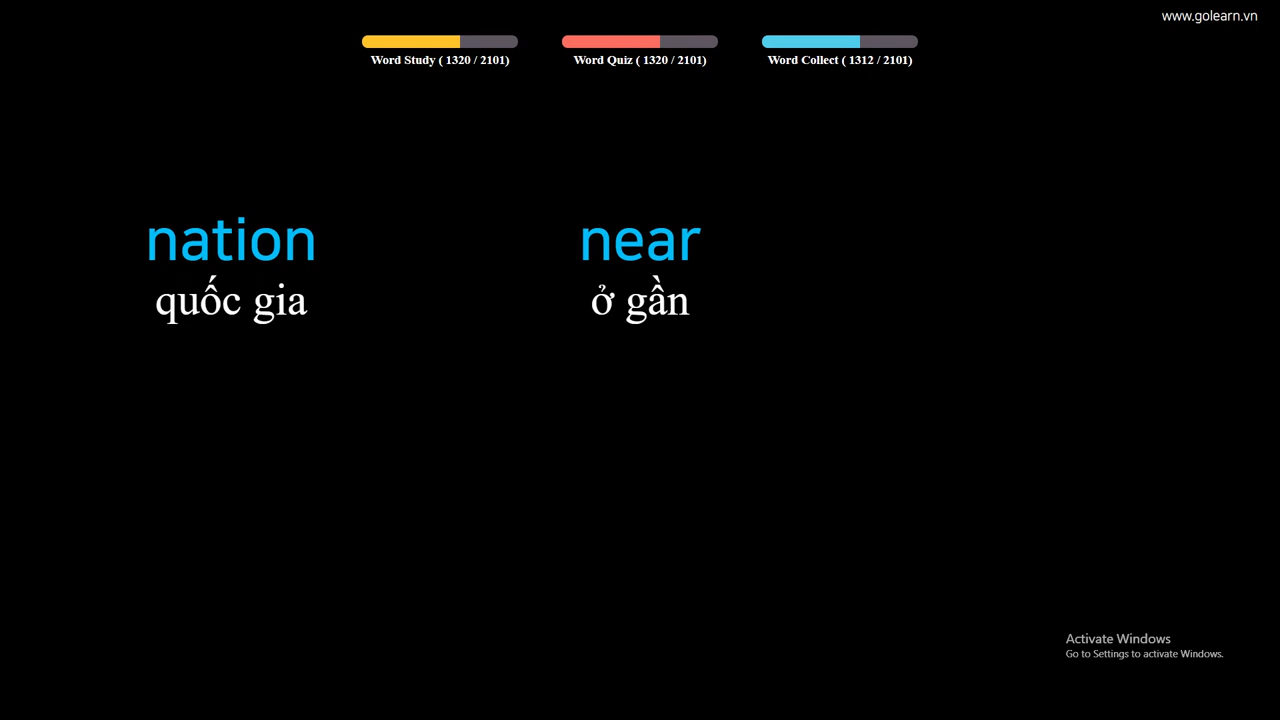 www.golearn.vn
Word Study ( 1320 / 2101)
Word Quiz ( 1320 / 2101)
Word Collect ( 1312 / 2101)
nation
quốc gia
near
ở gần
Activate Windows
Go to Settings to activate Windows.